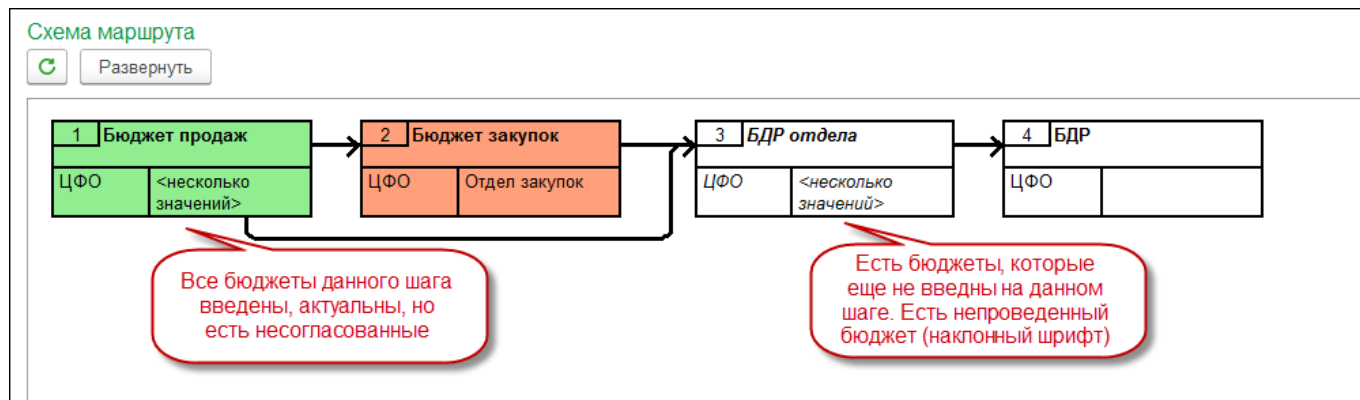 Схема маршрута
Развернуть
1 Бюджет продаж
ЦФО <несколько
значений>
2 Бюджет закупок
ЦФО Отдел закупок
3 БДР отдела
ЦФО <несколько
значений>
4 БДР
ЦФО
Все бюджеты данного шага
введены, актуальны, но
есть несогласованные
Есть бюджеты, которые
еще не введны на данном
шаге. Есть непроведенный
бюджет (наклонный шрифт)